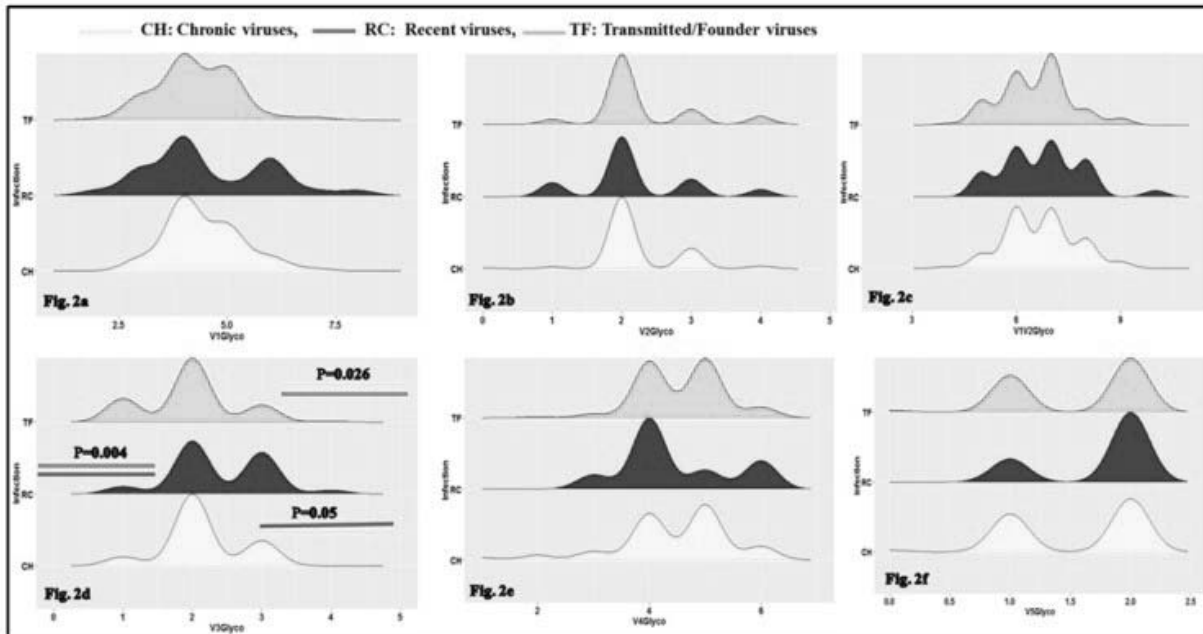 CH: Chronic viruses, RC: Recent viruses, TF: Transmitted/Founder viruses
TF
RC
CH
Infection
Fig. 2a
2.5 5.0 7.5
V1Glyco
TF
RC
CH
Infection
Fig. 2b
0 1 2 3 4 5
V2Glyco
TF
RC
CH
Infection
Fig. 2c
3 6 9
V1V2Glyco
TF
RC
CH
Infection
P=0.026
P=0.004
P=0.05
Fig. 2d
0 1 2 3 4 5
V3Glyco
TF
RC
CH
Infection
Fig. 2e
2 4 6
V4Glyco
TF
RC
CH
Infection
Fig. 2f
0.0 0.5 1.0 1.5 2.0 2.5
V5Glyco